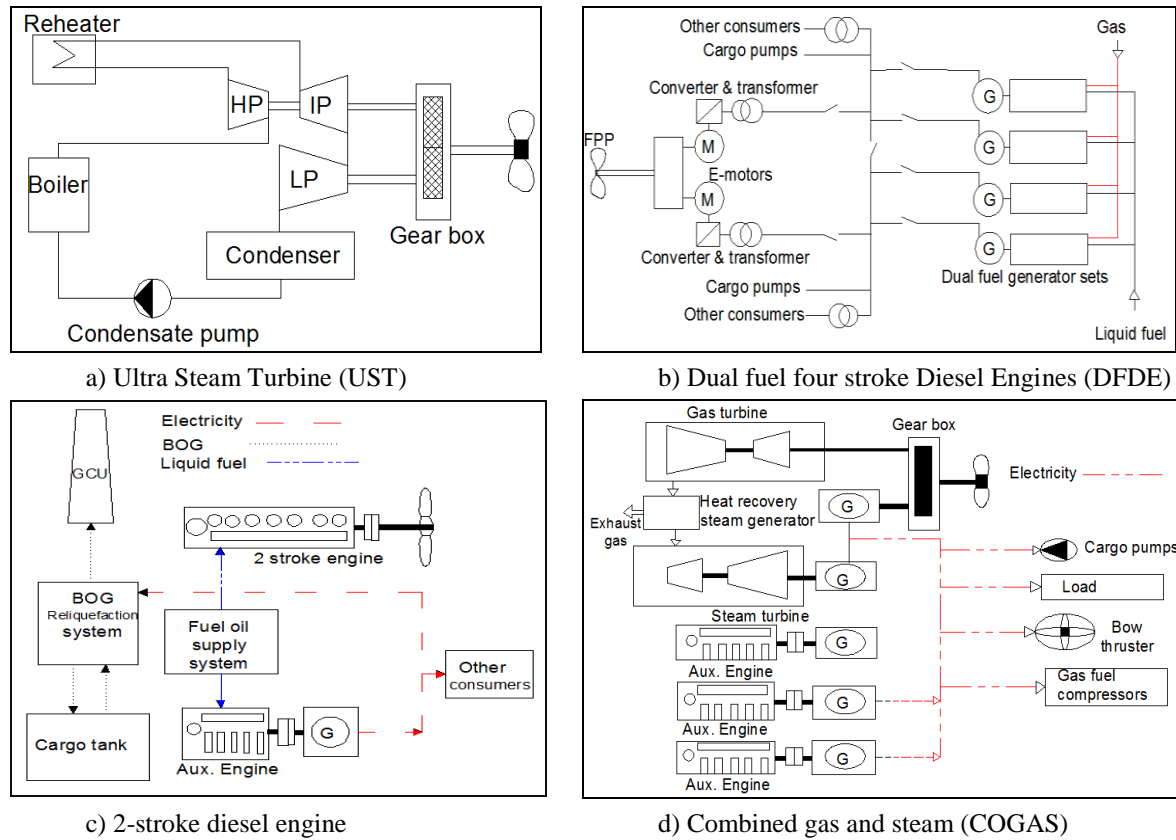 Reheater
HP
IP
Boiler
LP
Gear box
Condenser
Condensate pump
a) Ultra Steam Turbine (UST)
Other consumers
Cargo pumps
Gas
Converter & transformer
G
FPP
M
G
E-motors
M
G
G
Converter & transformer
Dual fuel generator sets
Cargo pumps
Other consumers
Liquid fuel
b) Dual fuel four stroke Diesel Engines (DFDE)
Electricity
BOG
Liquid fuel
GCU
2 stroke engine
BOG
Reliquefaction
system
Fuel oil
supply
system
Other
consumers
Cargo tank
G
Aux. Engine
c) 2-stroke diesel engine
Gas turbine
Gear box
Electricity
Heat recovery
steam generator
G
Exhaust
gas
Cargo pumps
G
Load
Steam turbine
G
Bow
thruster
Aux. Engine
G
Gas fuel
compressors
Aux. Engine
G
Aux. Engine
d) Combined gas and steam (COGAS)